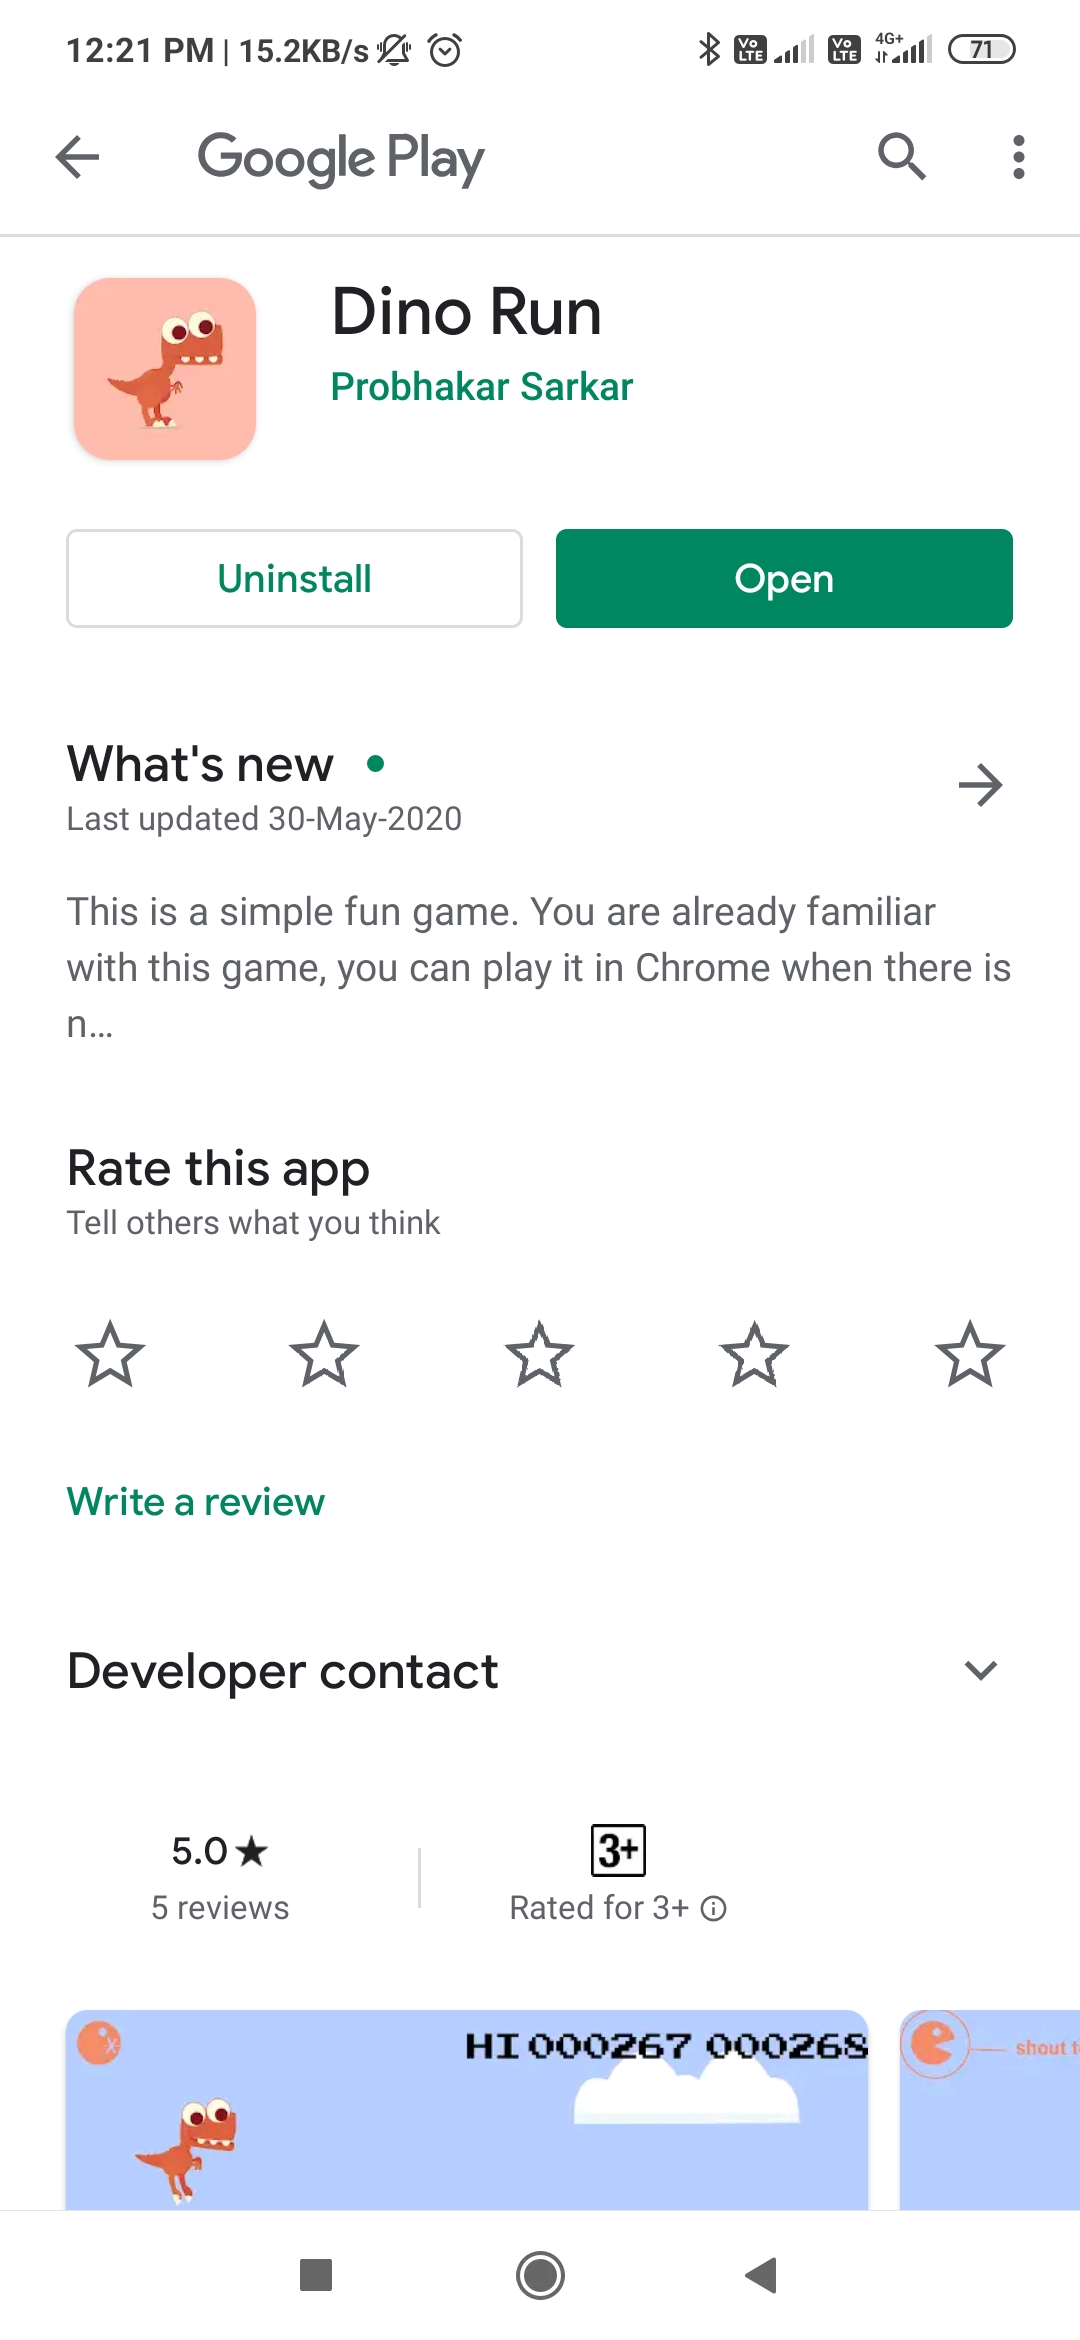 12:21 PM | 15.2KB/s
Vo LTE
Vo LTE
4G+
71
Google Play
Dino Run
Probhakar Sarkar
Uninstall
Open
What's new
Last updated 30-May-2020
This is a simple fun game. You are already familiar
with this game, you can play it in Chrome when there is
n...
Rate this app
Tell others what you think
Write a review
Developer contact
5.0★
5 reviews
3+
Rated for 3+
HI 000267 000268
shout